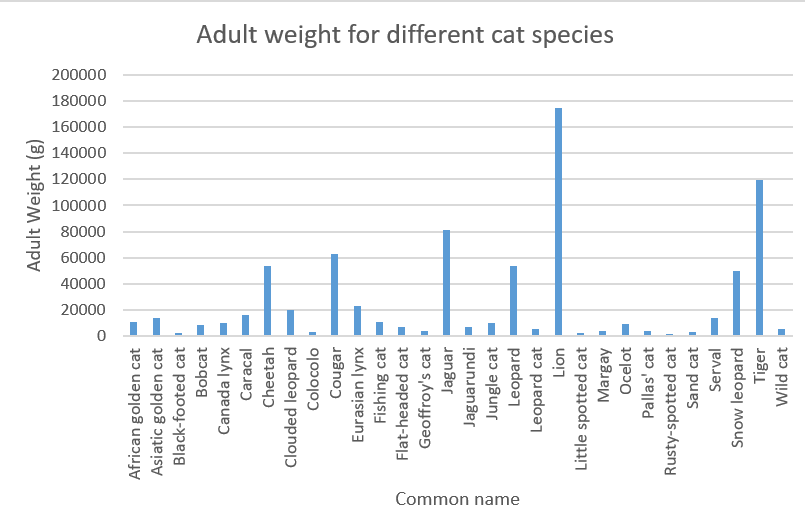 Adult weight for different cat species
Adult Weight (g)
200000
180000
160000
140000
120000
100000
80000
60000
40000
20000
0
African golden cat
Asiatic golden cat
Black-footed cat
Bobcat
Canada lynx
Caracal
Cheetah
Clouded leopard
Colocolo
Cougar
Eurasian lynx
Fishing cat
Flat-headed cat
Geoffroy's cat
Jaguar
Jaguarundi
Jungle cat
Leopard
Leopard cat
Lion
Little spotted cat
Margay
Ocelot
Pallas' cat
Rusty-spotted cat
Sand cat
Serval
Snow leopard
Tiger
Wild cat
Common name